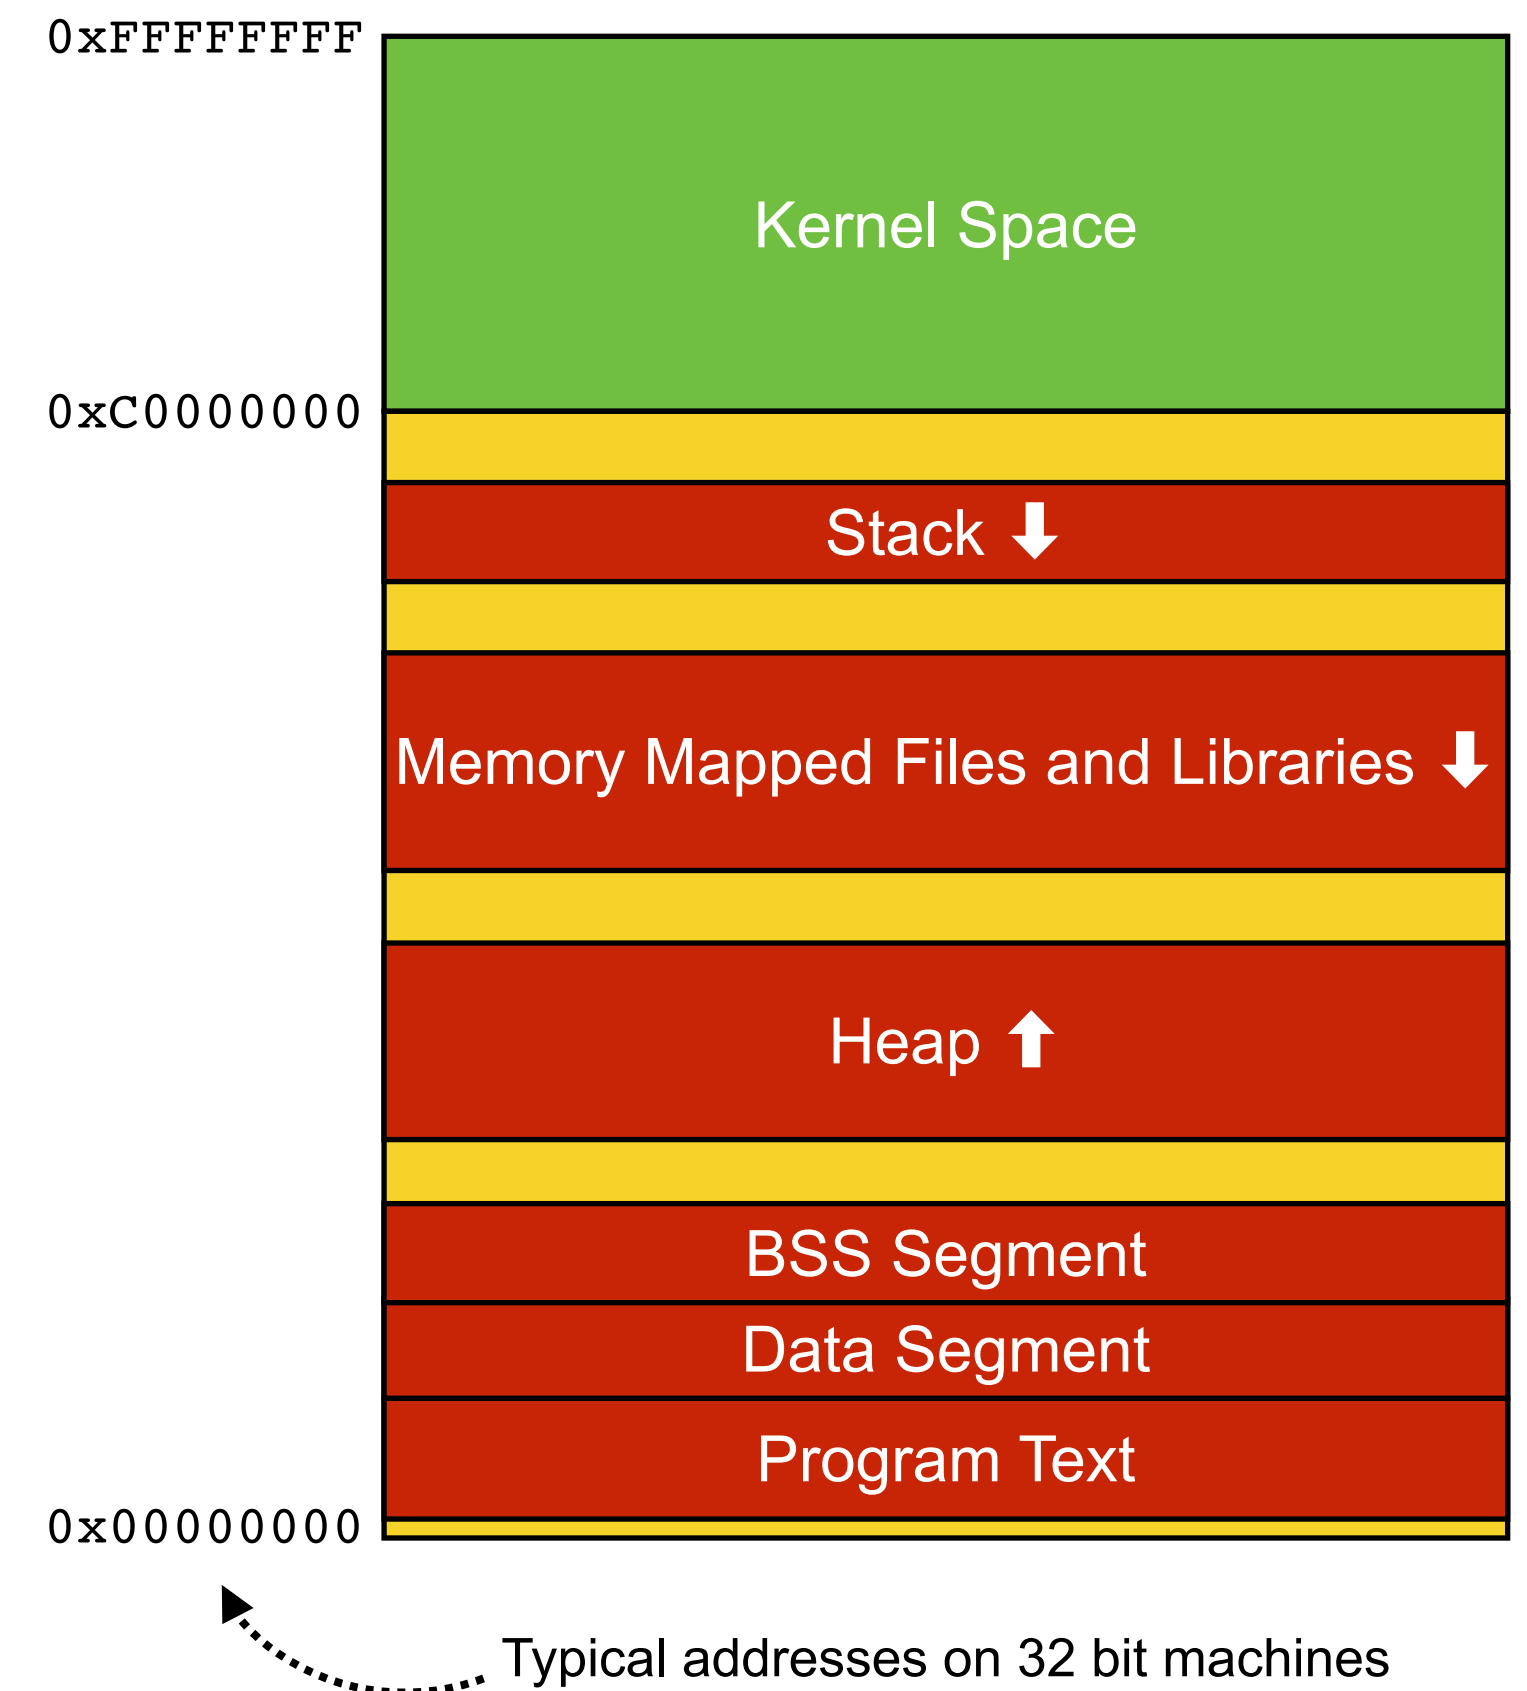 0xFFFFFFFF
Kernel Space
0xC0000000
Stack
Memory Mapped Files and Libraries
Heap
BSS Segment
Data Segment
Program Text
0x00000000
Typical addresses on 32 bit machines